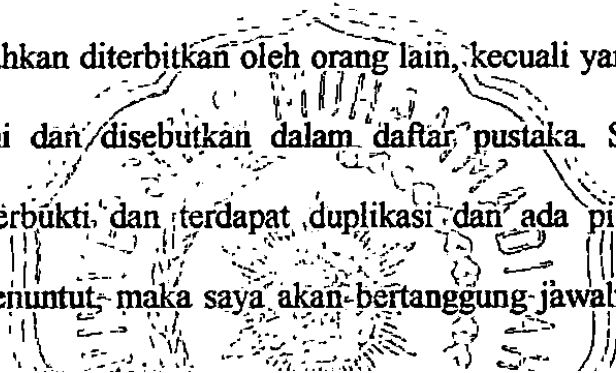 ahkan diterbitkan oleh orang lain, kecuali yan
ni dan disebutkan dalam daftar pustaka. S
erbukti dan terdapat duplikasi dan ada pi
enuntut, maka saya akan bertanggung jawab